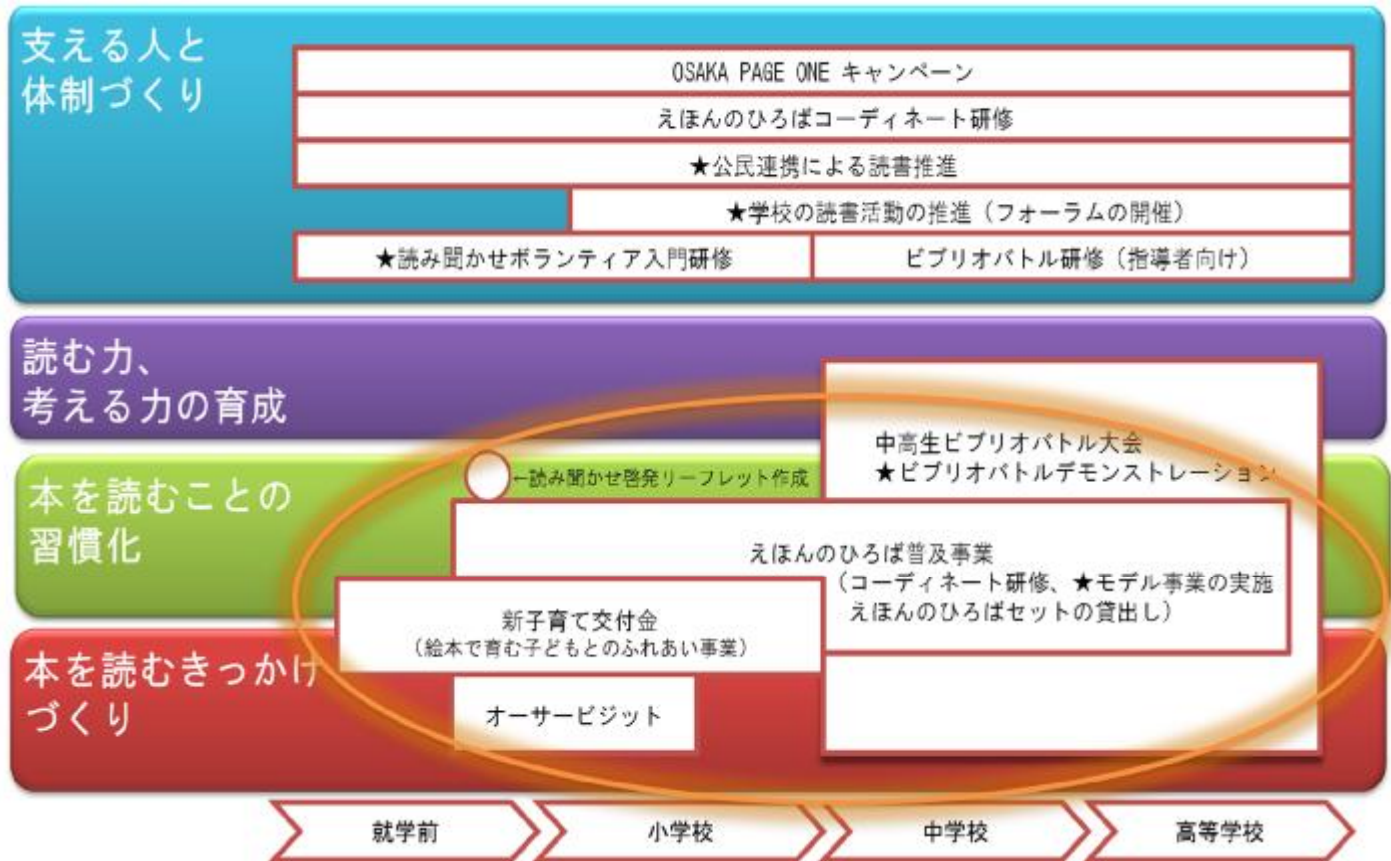 支える人と
体制づくり
OSAKA PAGE ONE キャンペーン
えほんのひろばコーディネート研修
★公民連携による読書推進
★学校の読書活動の推進（フォーラムの開催）
★読み聞かせボランティア入門研修
ビブリオバトル研修（指導者向け）
読む力、
考える力の育成
中高生ビブリオバトル大会
★ビブリオバトルデモンストレーション
本を読むことの
習慣化
←読み聞かせ啓発リーフレット作成
えほんのひろば普及事業
（コーディネート研修、★モデル事業の実施
えほんのひろばセットの貸出し）
新子育て交付金
（絵本で育む子どもとのふれあい事業）
本を読むきっかけ
づくり
オーサービジット
就学前
小学校
中学校
高等学校